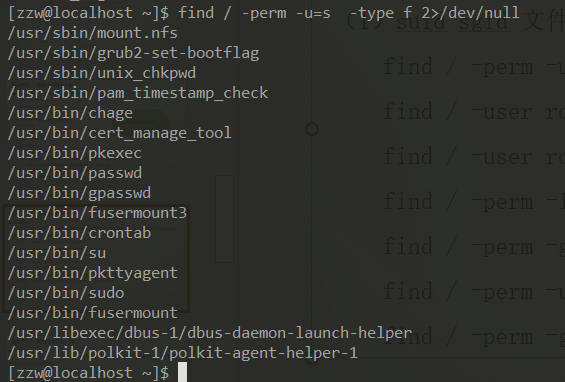 [zzw@localhost ~]$ find / -perm -u=s  -type f 2>/dev/null
/usr/sbin/mount.nfs
/usr/sbin/grub2-set-bootflag
/usr/sbin/unix_chkpwd
/usr/sbin/pam_timestamp_check
/usr/bin/chage
/usr/bin/cert_manage_tool
/usr/bin/pkexec
/usr/bin/passwd
/usr/bin/gpasswd
/usr/bin/fusermount3
/usr/bin/crontab
/usr/bin/su
/usr/bin/pkttyagent
/usr/bin/sudo
/usr/bin/fusermount
/usr/libexec/dbus-1/dbus-daemon-launch-helper
/usr/lib/polkit-1/polkit-agent-helper-1
[zzw@localhost ~]$
(1) suid sgid 文件
find / -perm -u
find / -user ro
find / -user ro
find / -perm -
find / -perm -g
find / -perm -u
find / -perm -g